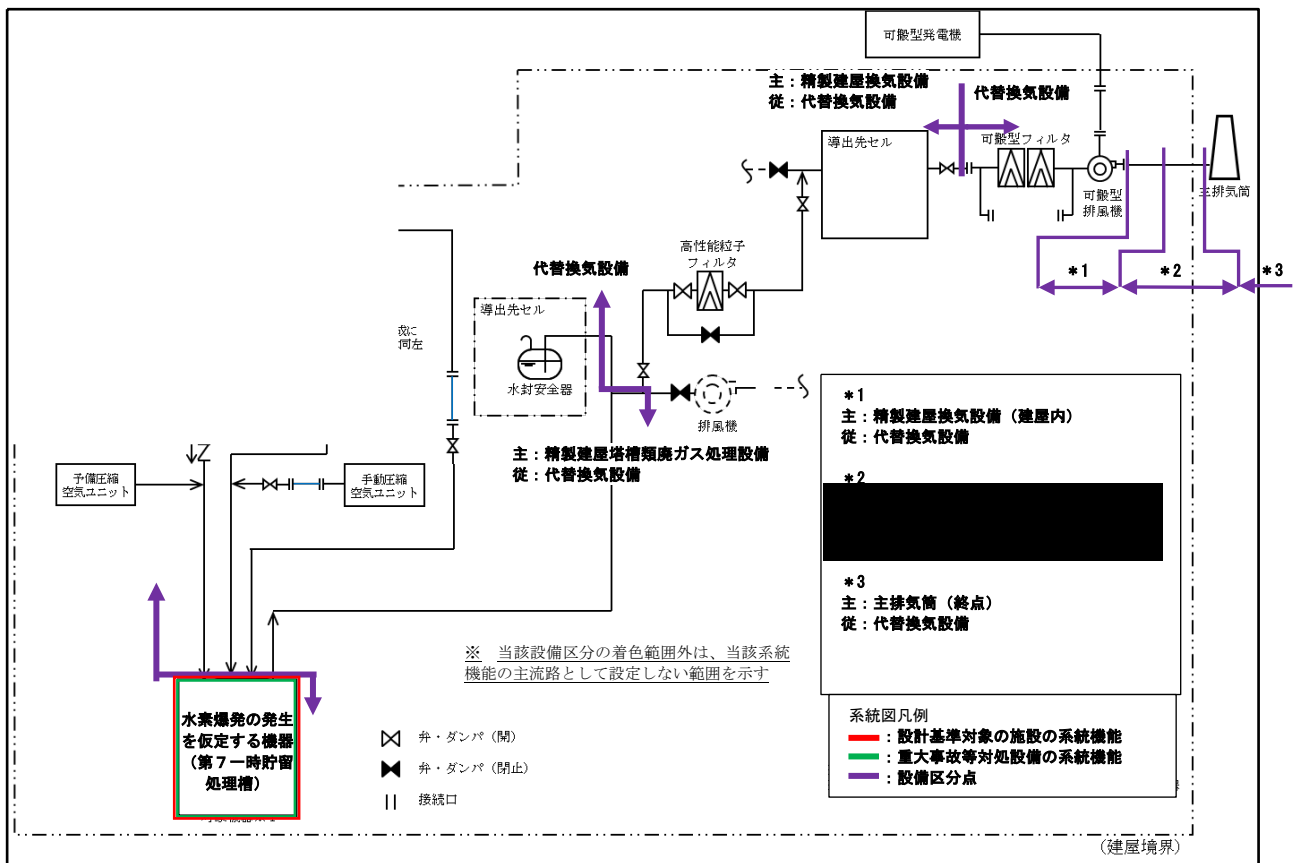 可搬型発電機
主：精製建屋換気設備
従：代替換気設備
代替換気設備
導出先セル
可搬型フィルタ
可搬型
排風機
主排気筒
＊1
＊2
＊3
高性能粒子
フィルタ
代替換気設備
導出先セル
水封安全器
排風機
主：精製建屋塔槽類廃ガス処理設備
従：代替換気設備
同左
予備圧縮
空気ユニット
手動圧縮
空気ユニット
＊1
主：精製建屋換気設備（建屋内）
従：代替換気設備
＊2
＊3
主：主排気筒（終点）
従：代替換気設備
※ 当該設備区分の着色範囲外は、当該系統
機能の主流路として設定しない範囲を示す
水素爆発の発生
を仮定する機器
（第７一時貯留
処理槽）
弁・ダンパ（開）
弁・ダンパ（閉止）
接続口
系統図凡例
：設計基準対象の施設の系統機能
：重大事故等対処設備の系統機能
：設備区分点
（建屋境界）